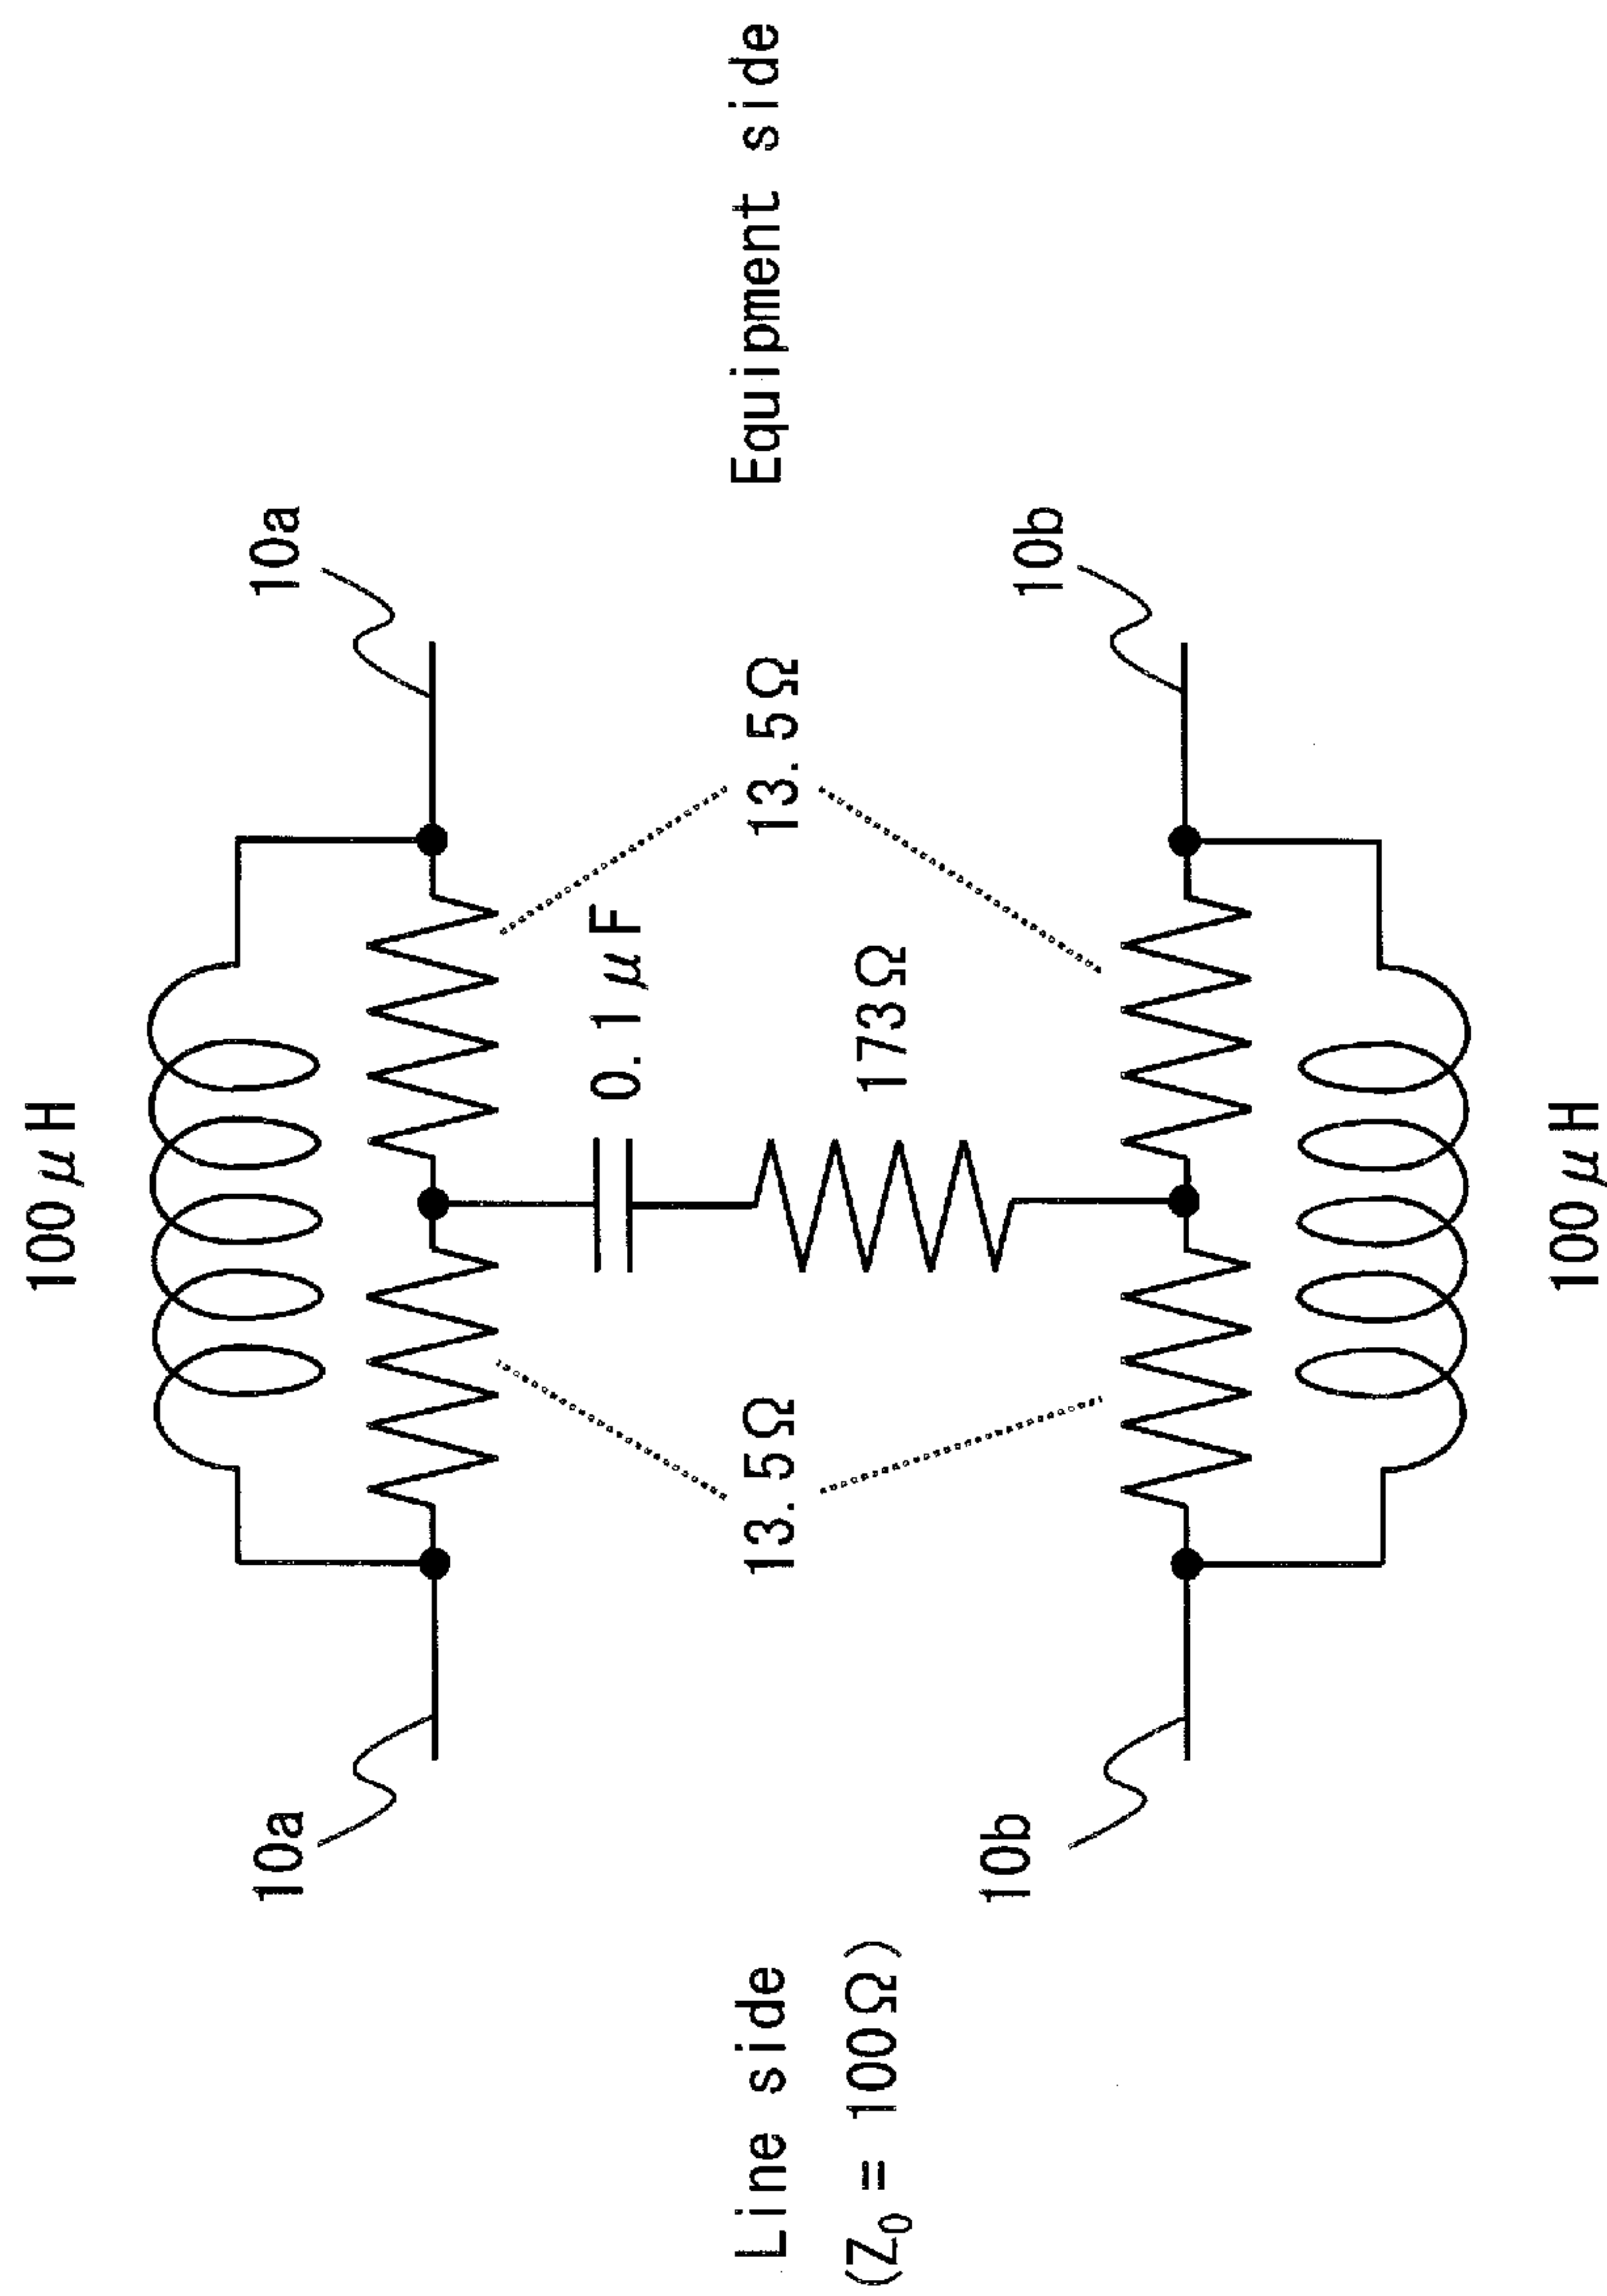 100μH
10a
10a
0.1μF
13.5Ω
13.5Ω
Line side
(Z₀ = 100Ω)
Equipment side
173Ω
10b
10b
100μH